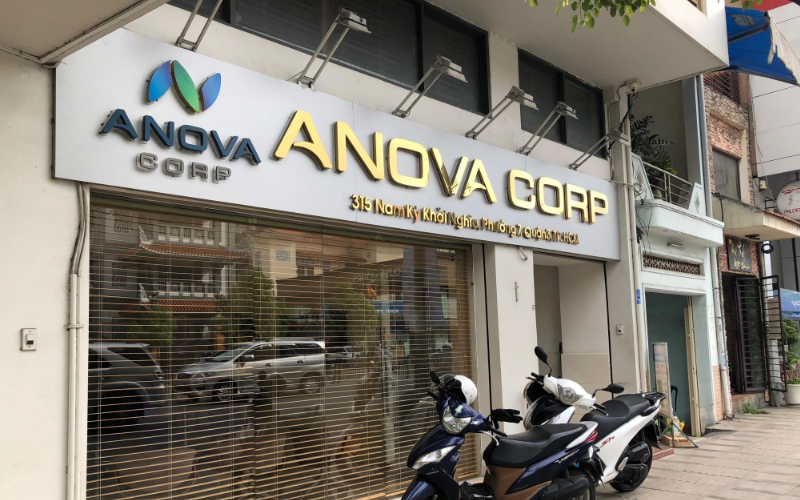 ANOVA
CORP
ANOVA CORP
315 Nam Kỳ Khởi Nghĩa, Phường 7, Quận 3, TP.HCM